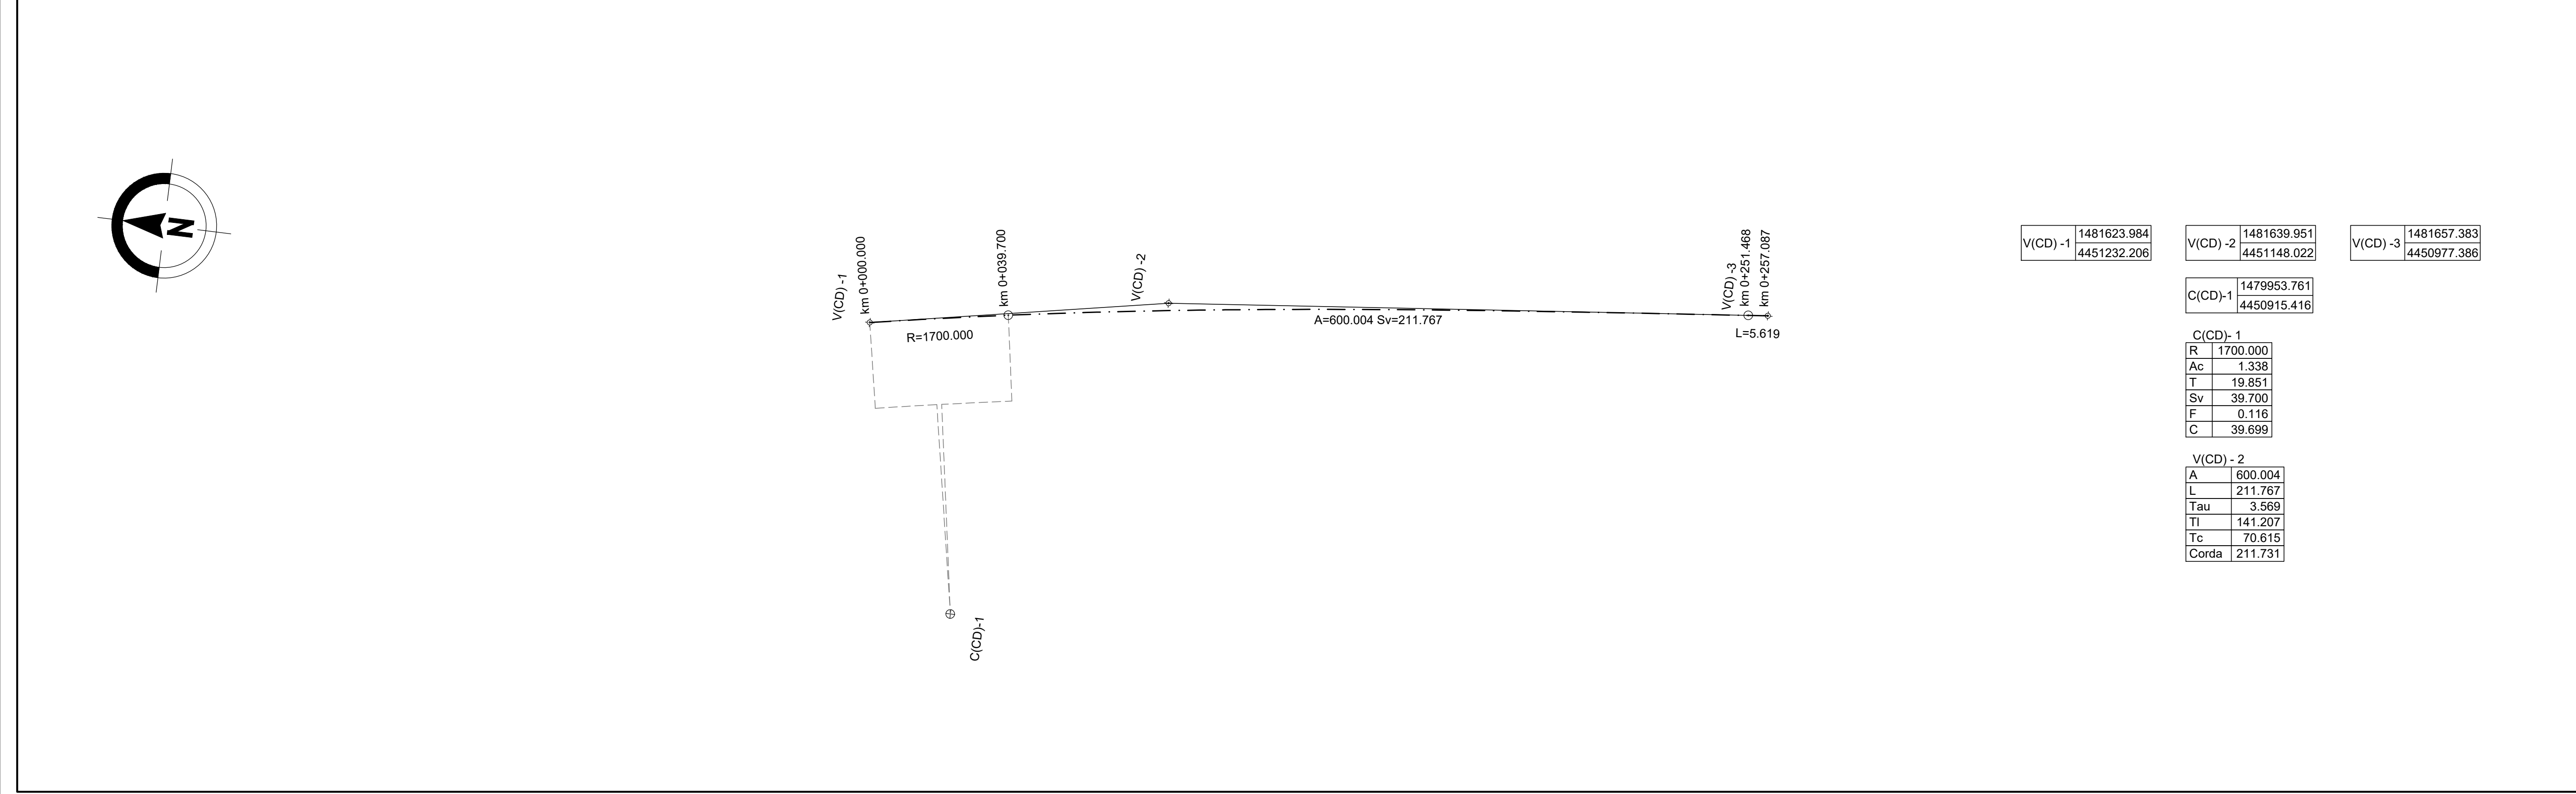 N
V(CD) -1
km 0+000.000
km 0+039.700
V(CD) -2
V(CD) -3
km 0+251.468
km 0+257.087
R=1700.000
A=600.004 Sv=211.767
L=5.619
C(CD)-1
V(CD) -1
1481623.984
4451232.206
V(CD) -2
1481639.951
4451148.022
V(CD) -3
1481657.383
4450977.386
C(CD)-1
1479953.761
4450915.416
C(CD)- 1
R 1700.000
Ac 1.338
T 19.851
Sv 39.700
F 0.116
C 39.699
V(CD) - 2
A 600.004
L 211.767
Tau 3.569
Tl 141.207
Tc 70.615
Corda 211.731